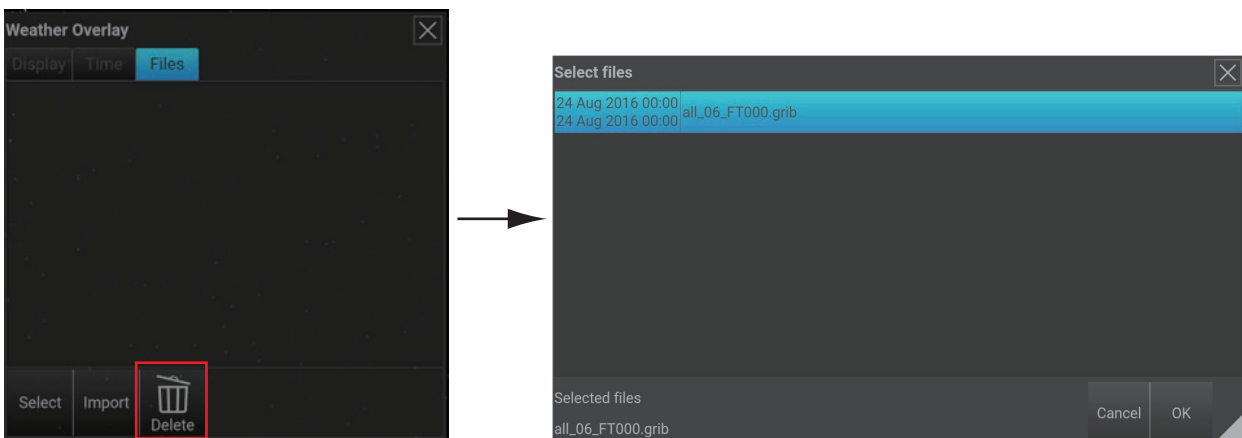 Weather Overlay
Display Time Files
Select Import Delete
Select files
24 Aug 2016 00:00
24 Aug 2016 00:00 all_06_FT000.grib
Selected files
all_06_FT000.grib
Cancel OK